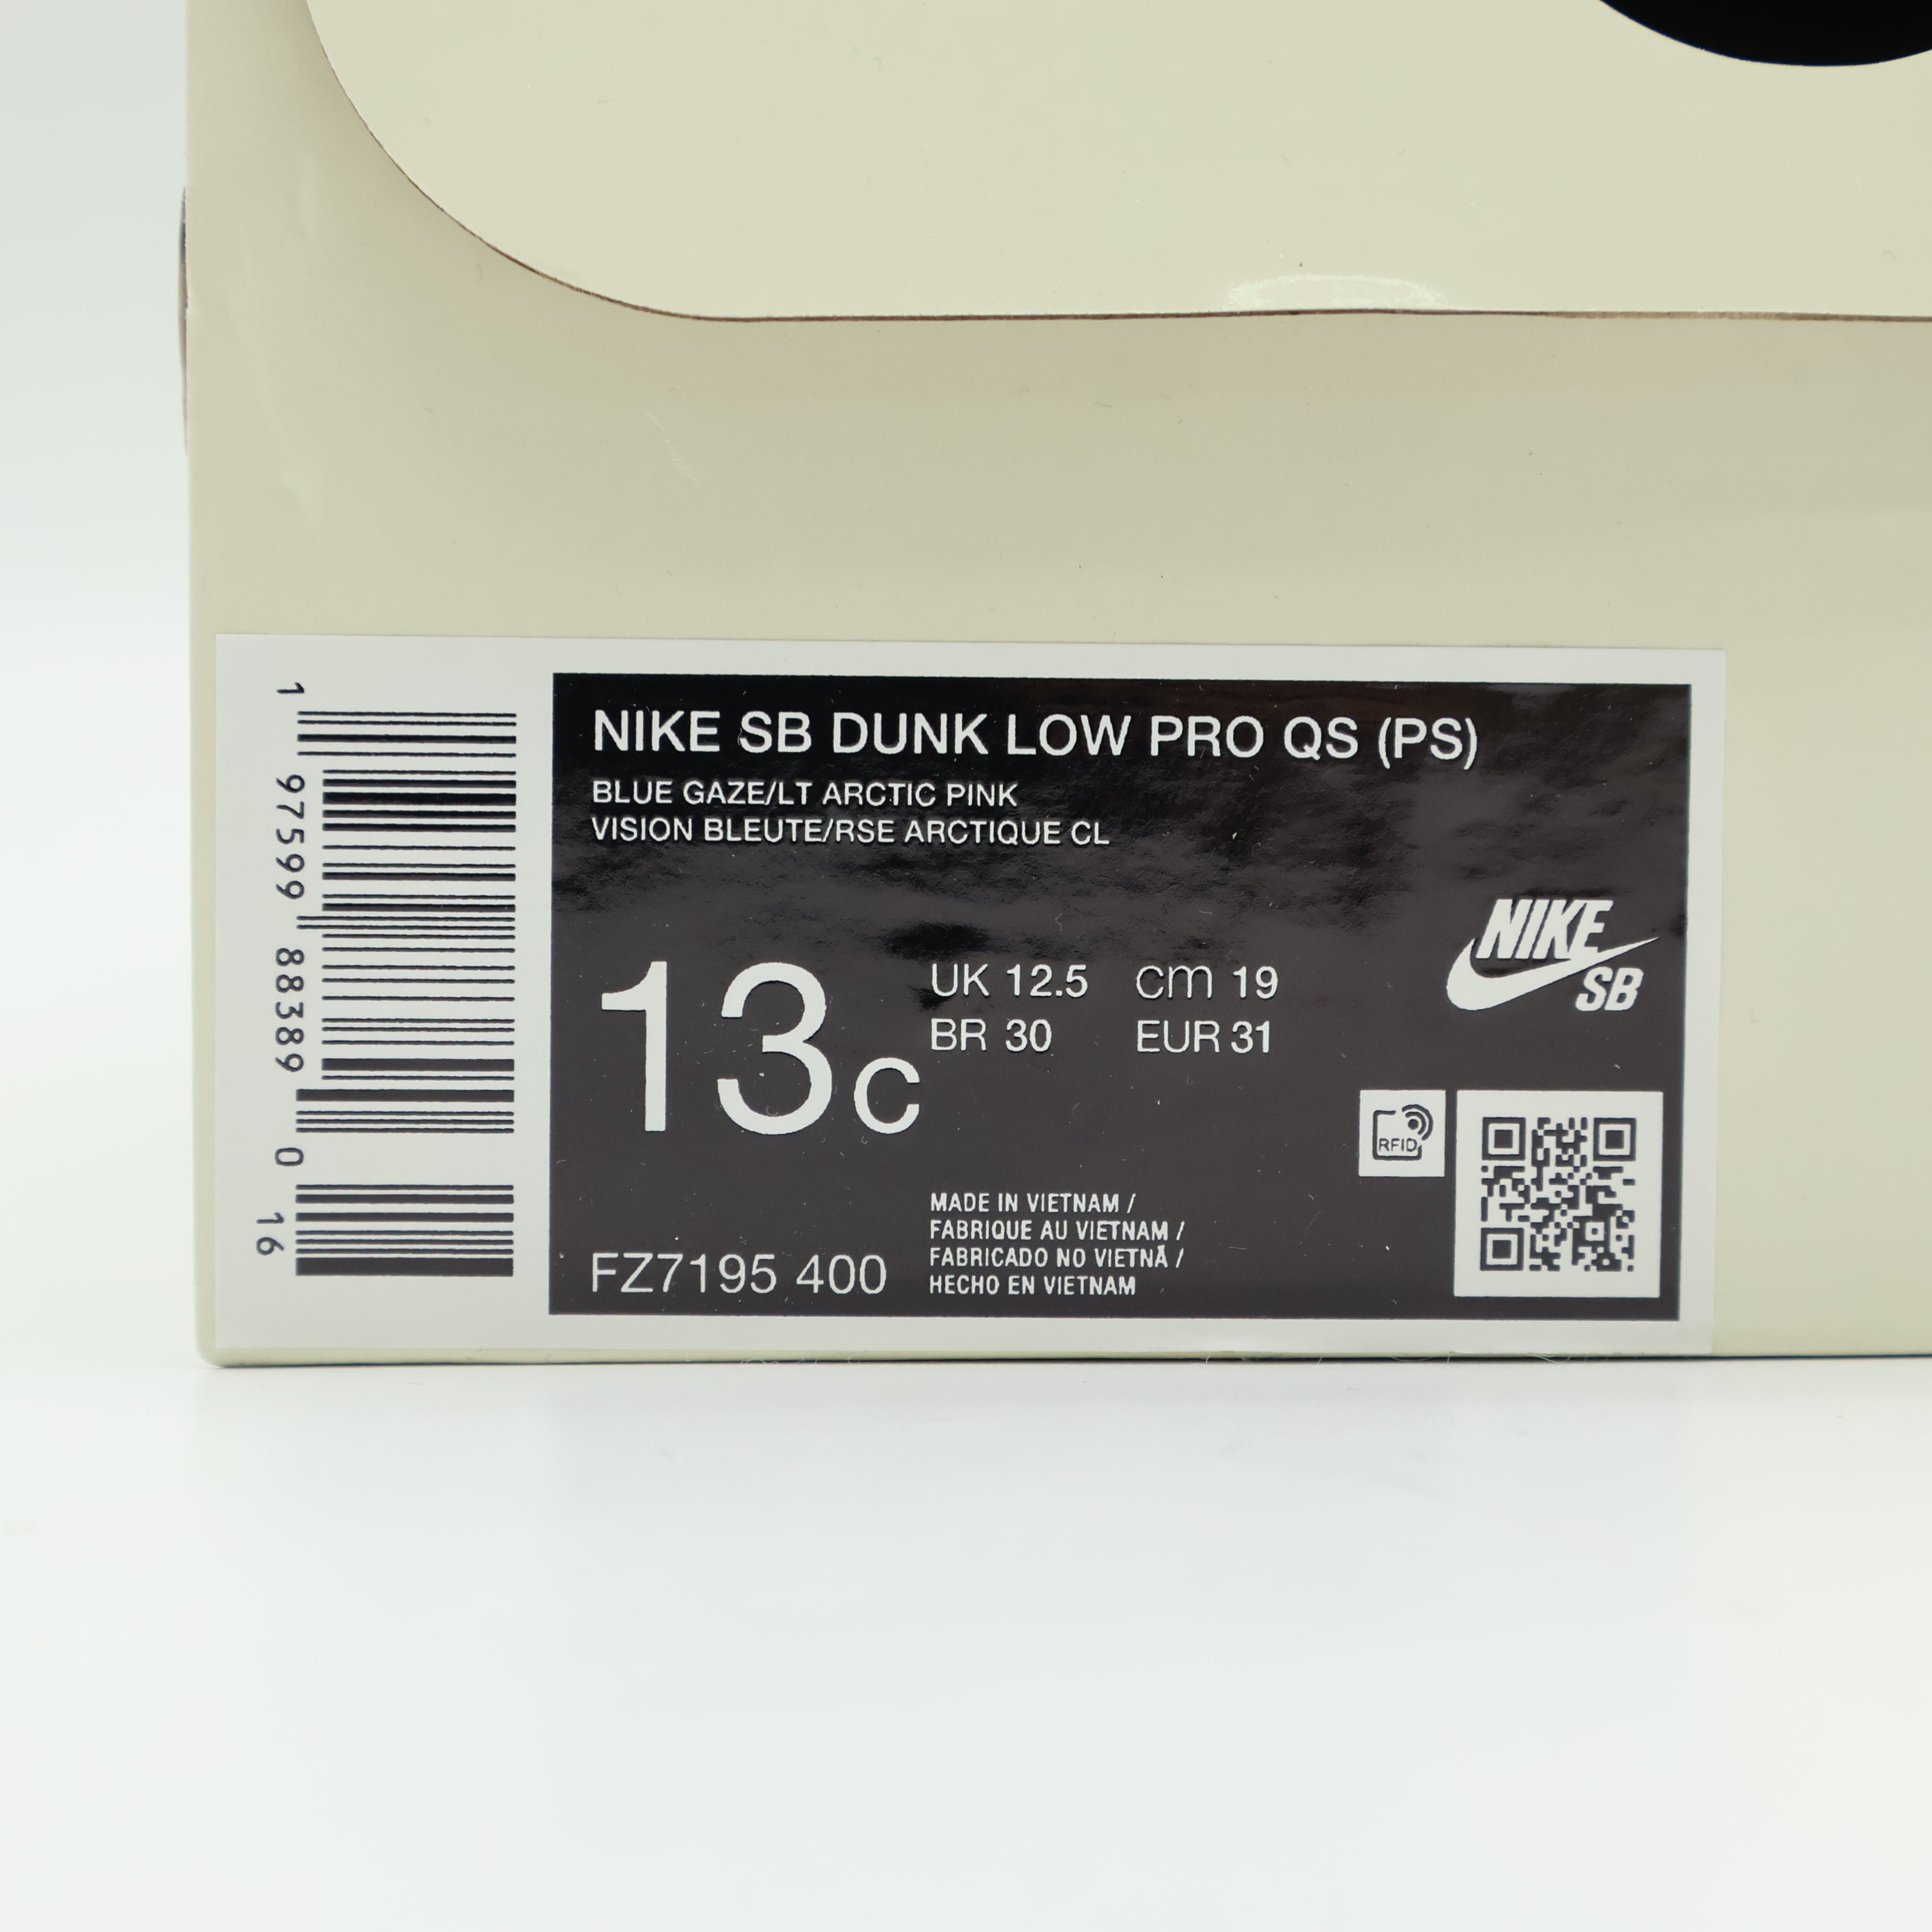 NIKE SB DUNK LOW PRO QS (PS)
BLUE GAZE/LT ARCTIC PINK
VISION BLEUTE/RSE ARCTIQUE CL
13c
UK 12.5 cm 19
BR 30 EUR 31
NIKE
SB
RFID
FZ7195 400
MADE IN VIETNAM /
FABRIQUE AU VIETNAM /
FABRICADO NO VIETNÃ /
HECHO EN VIETNAM
1 97599 88389 0
16